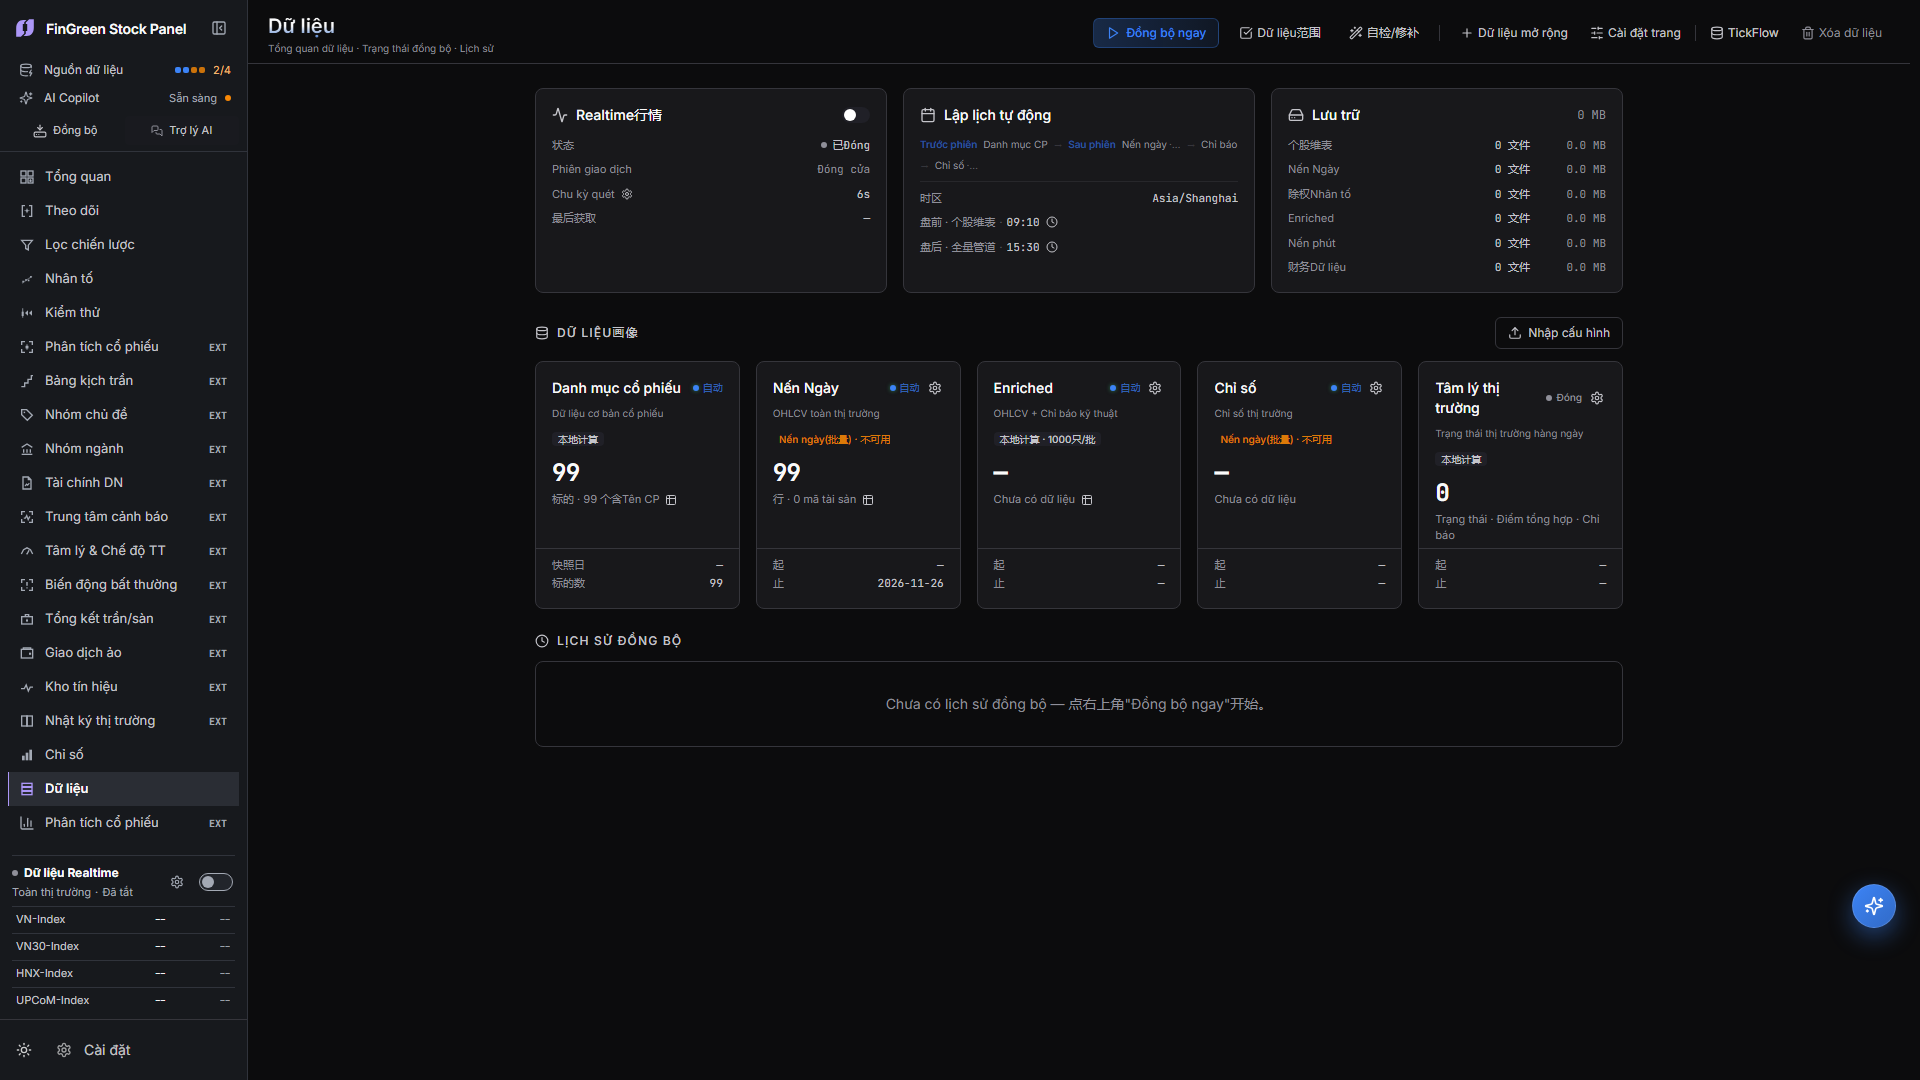 FinGreen Stock Panel
Nguồn dữ liệu 2/4
AI Copilot Sẵn sàng
Đồng bộ Trợ lý AI
Tổng quan
Theo dõi
Lọc chiến lược
Nhân tố
Kiểm thử
Phân tích cổ phiếu EXT
Bảng kịch trần EXT
Nhóm chủ đề EXT
Nhóm ngành EXT
Tài chính DN EXT
Trung tâm cảnh báo EXT
Tâm lý & Chế độ TT EXT
Biến động bất thường EXT
Tổng kết trần/sàn EXT
Giao dịch ảo EXT
Kho tín hiệu EXT
Nhật ký thị trường EXT
Chỉ số
Dữ liệu
Phân tích cổ phiếu EXT
Dữ liệu Realtime
Toàn thị trường · Đã tắt
VN-Index -- --
VN30-Index -- --
HNX-Index -- --
UPCoM-Index -- --
Cài đặt
Dữ liệu
Tổng quan dữ liệu · Trạng thái đồng bộ · Lịch sử
Đồng bộ ngay
Dữ liệu范围
自检/修补
Dữ liệu mở rộng
Cài đặt trang
TickFlow
Xóa dữ liệu
Realtime行情
状态 已Đóng
Phiên giao dịch Đóng cửa
Chu kỳ quét 6s
最后获取 —
Lập lịch tự động
Trước phiên Danh mục CP — Sau phiên Nến ngày ·... — Chỉ báo
— Chỉ số ·...
时区 Asia/Shanghai
盘前 · 个股维表 · 09:10
盘后 · 全量管道 · 15:30
Lưu trữ 0 MB
个股维表 0 文件 0.0 MB
Nến Ngày 0 文件 0.0 MB
除权Nhân tố 0 文件 0.0 MB
Enriched 0 文件 0.0 MB
Nến phút 0 文件 0.0 MB
财务Dữ liệu 0 文件 0.0 MB
DỮ LIỆU画像
Nhập cấu hình
Danh mục cổ phiếu 自动
Dữ liệu cơ bản cổ phiếu
本地计算
99
标的 · 99 个含Tên CP
快照日 —
标的数 99
Nến Ngày 自动
OHLCV toàn thị trường
Nến ngày(批量) · 不可用
99
行 · 0 mã tài sản
起 —
止 2026-11-26
Enriched 自动
OHLCV + Chỉ báo kỹ thuật
本地计算 · 1000只/批
—
Chưa có dữ liệu
起 —
止 —
Chỉ số 自动
Chỉ số thị trường
Nến ngày(批量) · 不可用
—
Chưa có dữ liệu
起 —
止 —
Tâm lý thị trường Đóng
Trạng thái thị trường hàng ngày
本地计算
0
Trạng thái · Điểm tổng hợp · Chỉ
báo
起 —
止 —
LỊCH SỬ ĐỒNG BỘ
Chưa có lịch sử đồng bộ — 点右上角"Đồng bộ ngay"开始。